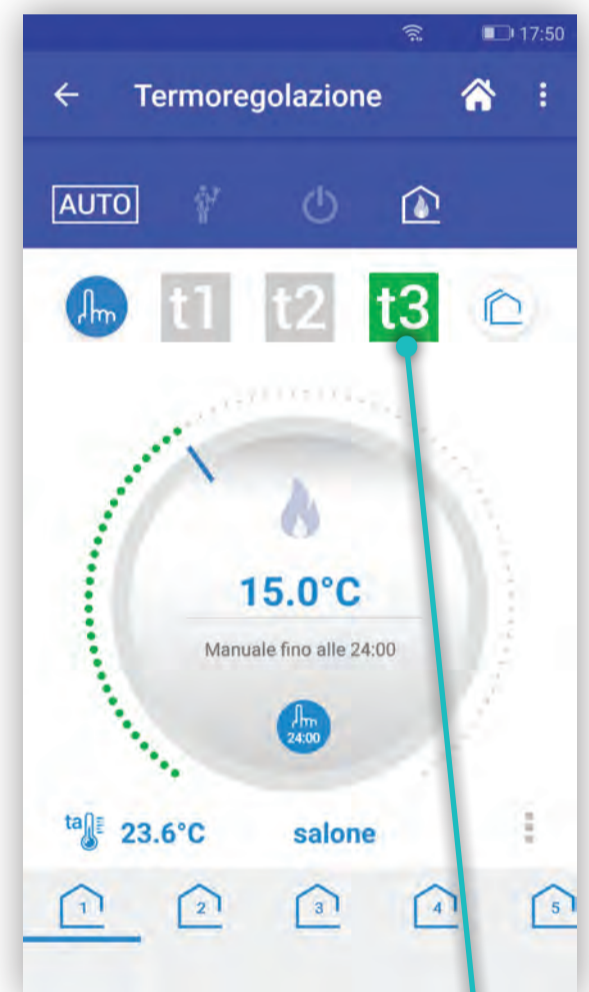 17:50
Termoregolazione
AUTO
t1 t2 t3
15.0°C
Manuale fino alle 24:00
24:00
ta 23.6°C salone
1 2 3 4 5